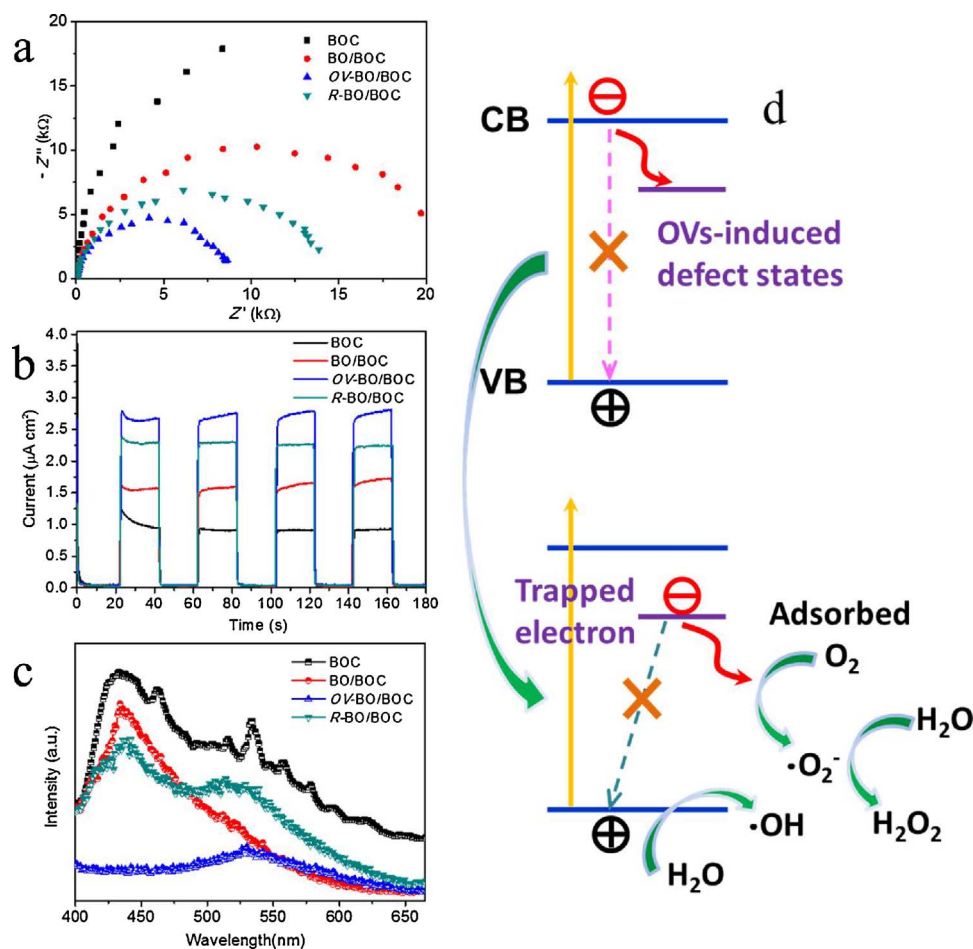 a
20
15
10
5
0
- Z'' (kΩ)
BOC
BO/BOC
OV-BO/BOC
R-BO/BOC
0 5 10 15 20
Z' (kΩ)
b
4.0
3.5
3.0
2.5
2.0
1.5
1.0
0.5
0.0
Current (μA cm²)
BOC
BO/BOC
OV-BO/BOC
R-BO/BOC
0 20 40 60 80 100 120 140 160 180
Time (s)
c
Intensity (a.u.)
BOC
BO/BOC
OV-BO/BOC
R-BO/BOC
400 450 500 550 600 650
Wavelength(nm)
d
CB
OVs-induced
defect states
VB
Trapped
electron
Adsorbed
O₂
H₂O
·O₂⁻
·OH
H₂O₂
H₂O